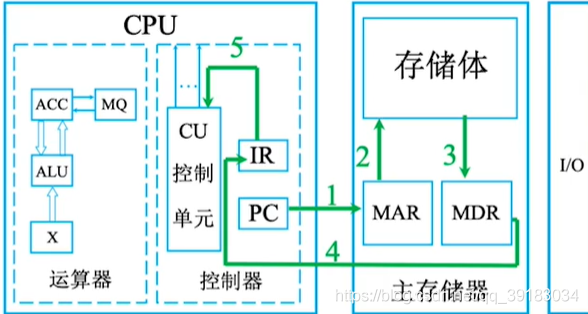 CPU
ACC
MQ
ALU
X
运算器
5
...
CU
控制
单元
IR
PC
控制器
1
4
存储体
2
3
MAR
MDR
主存储器
I/O
https://blog.csdn.net/qq_39183034